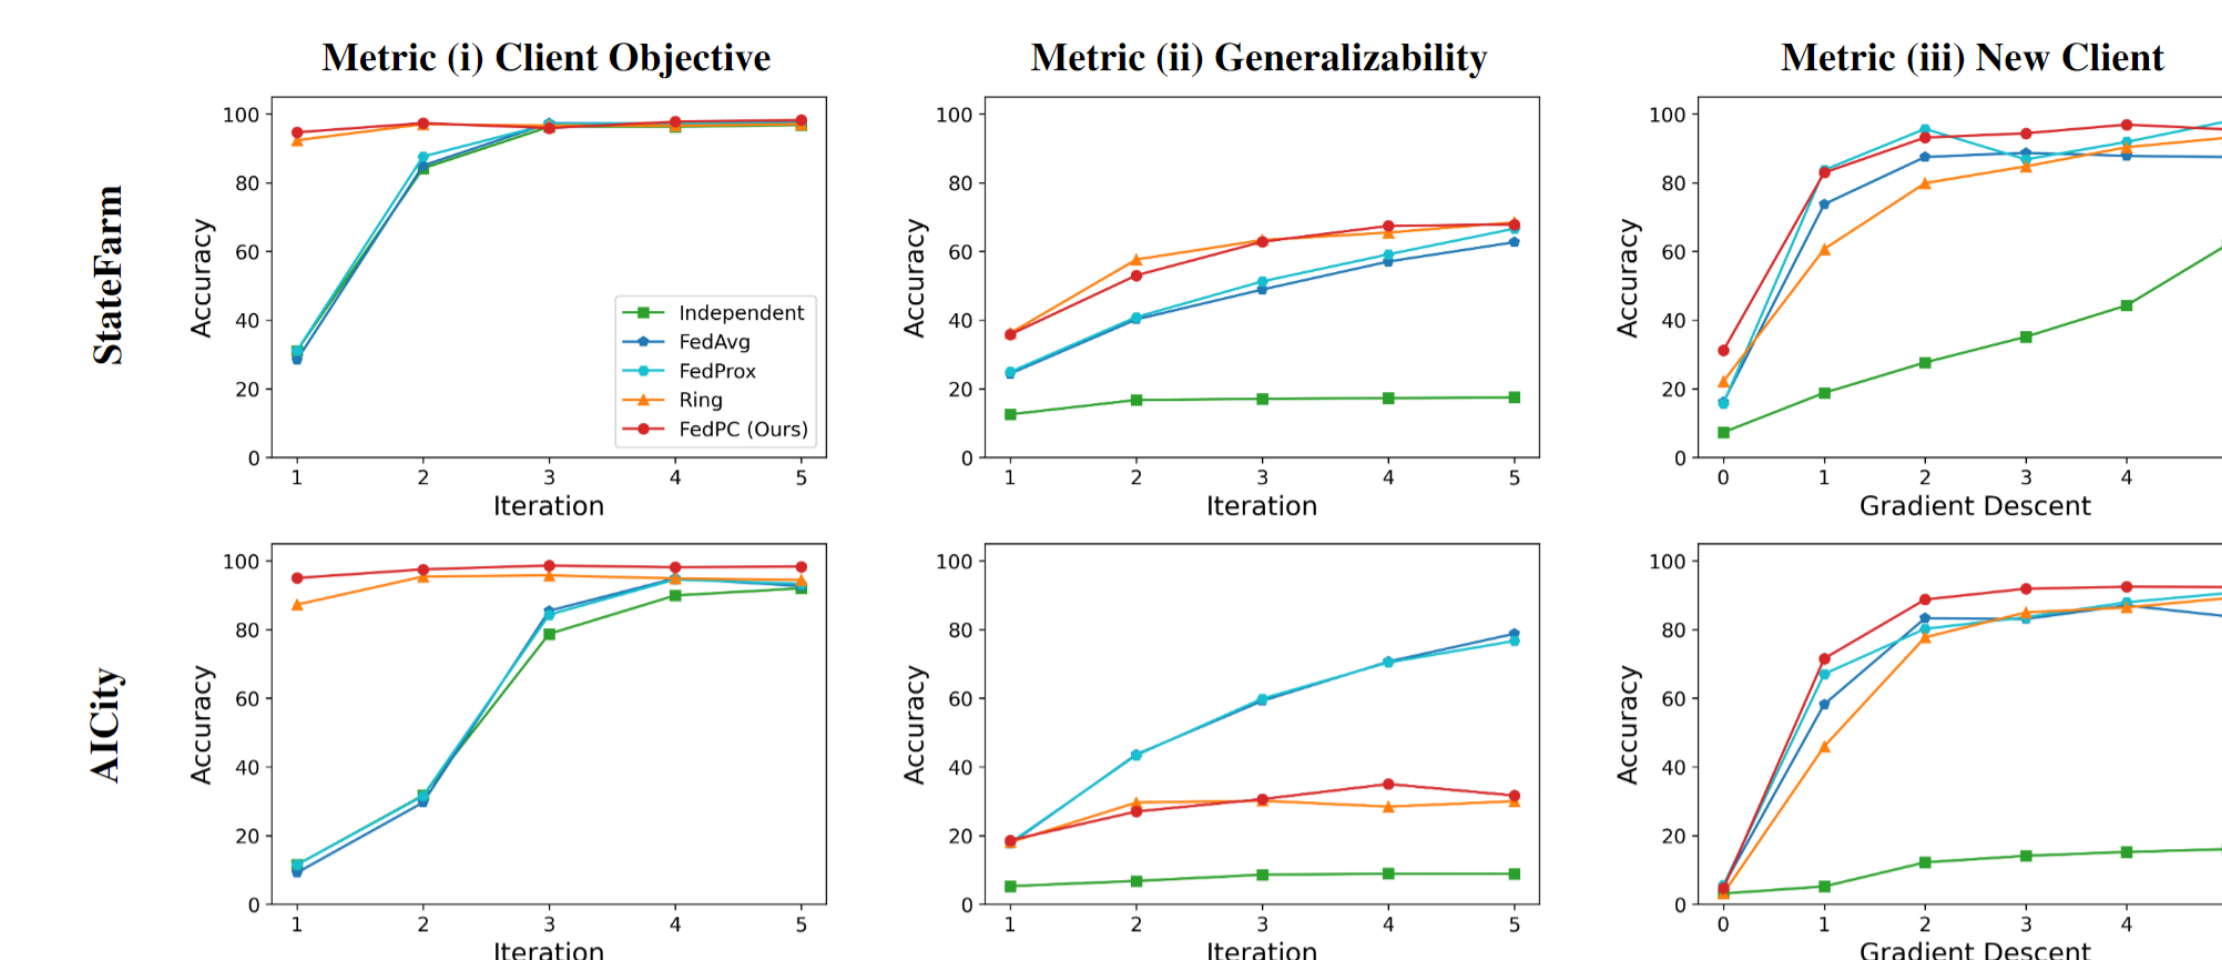 Metric (i) Client Objective
Metric (ii) Generalizability
Metric (iii) New Client
StateFarm
Accuracy
100
80
60
40
20
0
1 2 3 4 5
Iteration
Independent
FedAvg
FedProx
Ring
FedPC (Ours)
Accuracy
100
80
60
40
20
0
1 2 3 4 5
Iteration
Accuracy
100
80
60
40
20
0
0 1 2 3 4
Gradient Descent
AICity
Accuracy
100
80
60
40
20
0
1 2 3 4 5
Iteration
Accuracy
100
80
60
40
20
0
1 2 3 4 5
Iteration
Accuracy
100
80
60
40
20
0
0 1 2 3 4
Gradient Descent